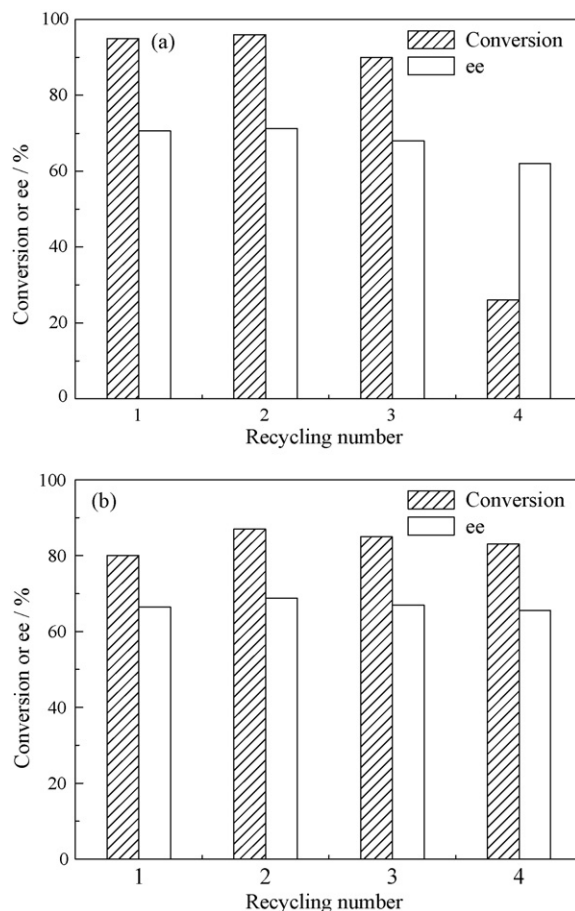 (a)
Conversion
ee
100
80
60
40
20
0
Conversion or ee / %
1 2 3 4
Recycling number
(b)
Conversion
ee
100
80
60
40
20
0
Conversion or ee / %
1 2 3 4
Recycling number